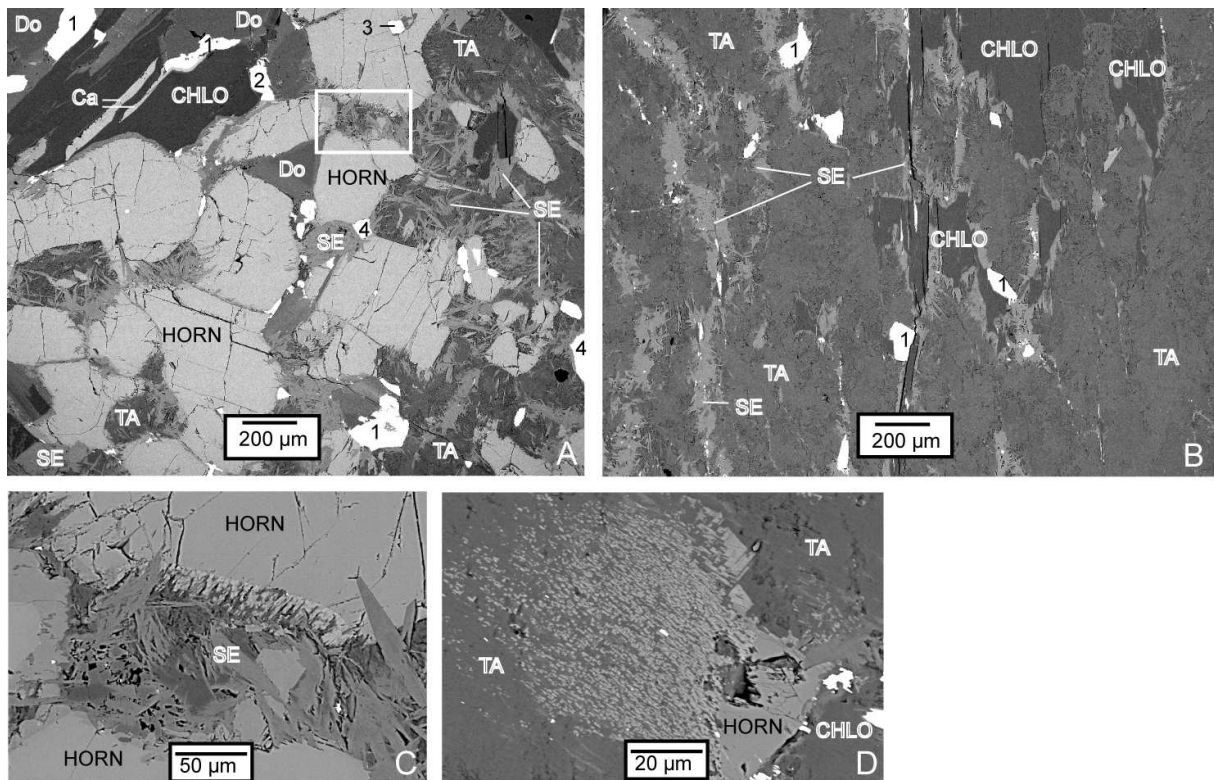 Do 1 Do 3 TA
1
Ca CHLO 2
Do HORN
SE 4 SE
HORN
TA 4
SE 200 µm 1 TA A
TA 1 CHLO CHLO
SE
CHLO
1
1
TA TA
SE 200 µm B
HORN
SE
HORN 50 µm C
TA
TA
HORN CHLO
20 µm D